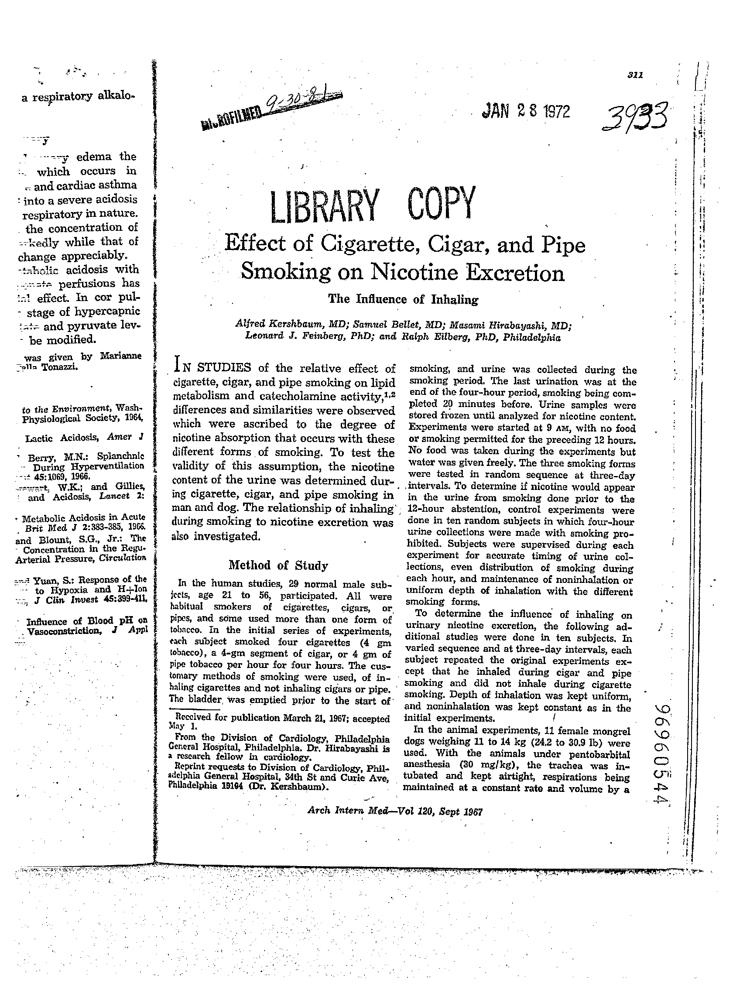 311
a respiratory alkalo-
MICROFILMED 9-30-81
JAN 28 1972
3933
y
y edema the
which occurs in
and cardiac asthma
into a severe acidosis
respiratory in nature.
the concentration of
kedly while that of
change appreciably.
acidosis with
perfusions has
effect. In cor pul-
stage of hypercapnic
and pyruvate lev-
be modified.
was given by Marianne
Tonazzi.
to the Environment, Wash-
Physiological Society, 1964,
Lactic Acidosis, Amer J
Berry, M.N.: Splanchnic
During Hyperventilation
45:1069, 1966.
W.K.; and Gillies,
and Acidosis, Lancet 2:
Metabolic Acidosis in Acute
Brit Med J 2:383-385, 1966.
and Blount, S.G., Jr.: The
Concentration in the Regu-
Arterial Pressure, Circulation
Yuan, S.: Response of the
to Hypoxia and H+Ion
J Clin Invest 45:399-411,
Influence of Blood pH on
Vasoconstriction, J Appl
LIBRARY COPY
Effect of Cigarette, Cigar, and Pipe
Smoking on Nicotine Excretion
The Influence of Inhaling
Alfred Kershbaum, MD; Samuel Bellet, MD; Masami Hirabayashi, MD;
Leonard J. Feinberg, PhD; and Ralph Eilberg, PhD, Philadelphia
IN STUDIES of the relative effect of
cigarette, cigar, and pipe smoking on lipid
metabolism and catecholamine activity,1,2
differences and similarities were observed
which were ascribed to the degree of
nicotine absorption that occurs with these
different forms of smoking. To test the
validity of this assumption, the nicotine
content of the urine was determined dur-
ing cigarette, cigar, and pipe smoking in
man and dog. The relationship of inhaling
during smoking to nicotine excretion was
also investigated.
Method of Study
In the human studies, 29 normal male sub-
jects, age 21 to 56, participated. All were
habitual smokers of cigarettes, cigars, or
pipes, and some used more than one form of
tobacco. In the initial series of experiments,
each subject smoked four cigarettes (4 gm
tobacco), a 4-gm segment of cigar, or 4 gm of
pipe tobacco per hour for four hours. The cus-
tomary methods of smoking were used, of in-
haling cigarettes and not inhaling cigars or pipe.
The bladder was emptied prior to the start of
Received for publication March 21, 1967; accepted
May 1.
From the Division of Cardiology, Philadelphia
General Hospital, Philadelphia. Dr. Hirabayashi is
a research fellow in cardiology.
Reprint requests to Division of Cardiology, Phil-
adelphia General Hospital, 34th St and Curie Ave,
Philadelphia 19104 (Dr. Kershbaum).
smoking, and urine was collected during the
smoking period. The last urination was at the
end of the four-hour period, smoking being com-
pleted 20 minutes before. Urine samples were
stored frozen until analyzed for nicotine content.
Experiments were started at 9 AM, with no food
or smoking permitted for the preceding 12 hours.
No food was taken during the experiments but
water was given freely. The three smoking forms
were tested in random sequence at three-day
intervals. To determine if nicotine would appear
in the urine from smoking done prior to the
12-hour abstention, control experiments were
done in ten random subjects in which four-hour
urine collections were made with smoking pro-
hibited. Subjects were supervised during each
experiment for accurate timing of urine col-
lections, even distribution of smoking during
each hour, and maintenance of noninhalation or
uniform depth of inhalation with the different
smoking forms.
To determine the influence of inhaling on
urinary nicotine excretion, the following ad-
ditional studies were done in ten subjects. In
varied sequence and at three-day intervals, each
subject repeated the original experiments ex-
cept that he inhaled during cigar and pipe
smoking and did not inhale during cigarette
smoking. Depth of inhalation was kept uniform,
and noninhalation was kept constant as in the
initial experiments.
In the animal experiments, 11 female mongrel
dogs weighing 11 to 14 kg (24.2 to 30.9 lb) were
used. With the animals under pentobarbital
anesthesia (30 mg/kg), the trachea was in-
tubated and kept airtight, respirations being
maintained at a constant rate and volume by a
Arch Intern Med—Vol 120, Sept 1967
96960544